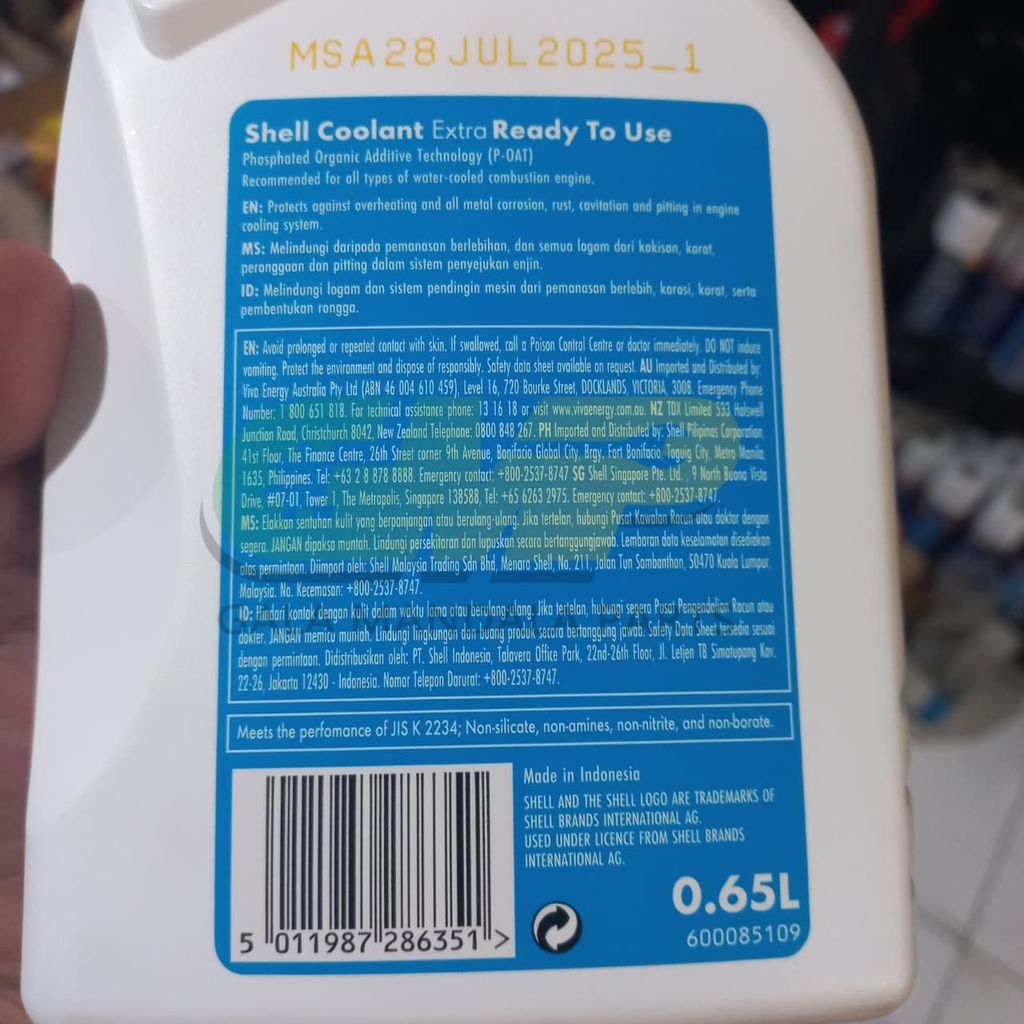 MSA28 JUL2025_1
Shell Coolant Extra Ready To Use
Phosphated Organic Additive Technology (P-OAT)
Recommended for all types of water-cooled combustion engine.
EN: Protects against overheating and all metal corrosion, rust, cavitation and pitting in engine
cooling system.
MS: Melindungi daripada pemanasan berlebihan, dan semua logam dari kakisan, karat,
peronggaan dan pitting dalam sistem penyejukan enjin.
ID: Melindungi logam dan sistem pendingin mesin dari pemanasan berlebih, korosi, karat, serta
pembentukan rongga.
EN: Avoid prolonged or repeated contact with skin. If swallowed, call a Poison Control Centre or doctor immediately. DO NOT induce
vomiting. Protect the environment and dispose of responsibly. Safety data sheet available on request. AU Imported and Distributed by:
Viva Energy Australia Pty Ltd (ABN 46 004 610 459), Level 16, 720 Bourke Street, DOCKLANDS, VICTORIA, 3008. Emergency Phone
Number: 1 800 651 818. For technical assistance phone: 13 16 18 or visit www.vivaenergy.com.au. NZ TDX Limited 533 Halswell
Junction Road, Christchurch 8042, New Zealand Telephone: 0800 848 267. PH Imported and Distributed by: Shell Pilipinas Corporation,
41st Floor, The Finance Centre, 26th Street corner 9th Avenue, Bonifacio Global City, Brgy. Fort Bonifacio, Taguig City, Metro Manila
1635, Philippines. Tel: +63 2 8 878 8888. Emergency contact: +800-2537-8747 SG Shell Singapore Pte. Ltd. , 9 North Buona Vista
Drive, #07-01, Tower 1, The Metropolis, Singapore 138588, Tel: +65 6263 2975. Emergency contact: +800-2537-8747.
MS: Elakkan sentuhan kulit yang berpanjangan atau berulang-ulang. Jika tertelan, hubungi Pusat Kawalan Racun atau doktor dengan
segera. JANGAN dipaksa muntah. Lindungi persekitaran dan lupuskan secara bertanggungjawab. Lembaran data keselamatan disediakan
atas permintaan. Diimport oleh: Shell Malaysia Trading Sdn Bhd, Menara Shell, No. 211, Jalan Tun Sambanthan, 50470 Kuala Lumpur,
Malaysia. No. Kecemasan: +800-2537-8747.
ID: Hindari kontak dengan kulit dalam waktu lama atau berulang-ulang. Jika tertelan, hubungi segera Pusat Pengendalian Racun atau
dokter. JANGAN memicu muntah. Lindungi lingkungan dan buang produk secara bertanggung jawab. Safety Data Sheet tersedia sesuai
dengan permintaan. Didistribusikan oleh: PT. Shell Indonesia, Talavera Office Park, 22nd-26th Floor, Jl. Letjen TB Simatupang Kav.
22-26, Jakarta 12430 - Indonesia. Nomor Telepon Darurat: +800-2537-8747.
GALA MANDALA PARTS
Meets the perfomance of JIS K 2234; Non-silicate, non-amines, non-nitrite, and non-borate.
5 011987 286351 >
Made in Indonesia
SHELL AND THE SHELL LOGO ARE TRADEMARKS OF
SHELL BRANDS INTERNATIONAL AG.
USED UNDER LICENCE FROM SHELL BRANDS
INTERNATIONAL AG.
0.65L
600085109